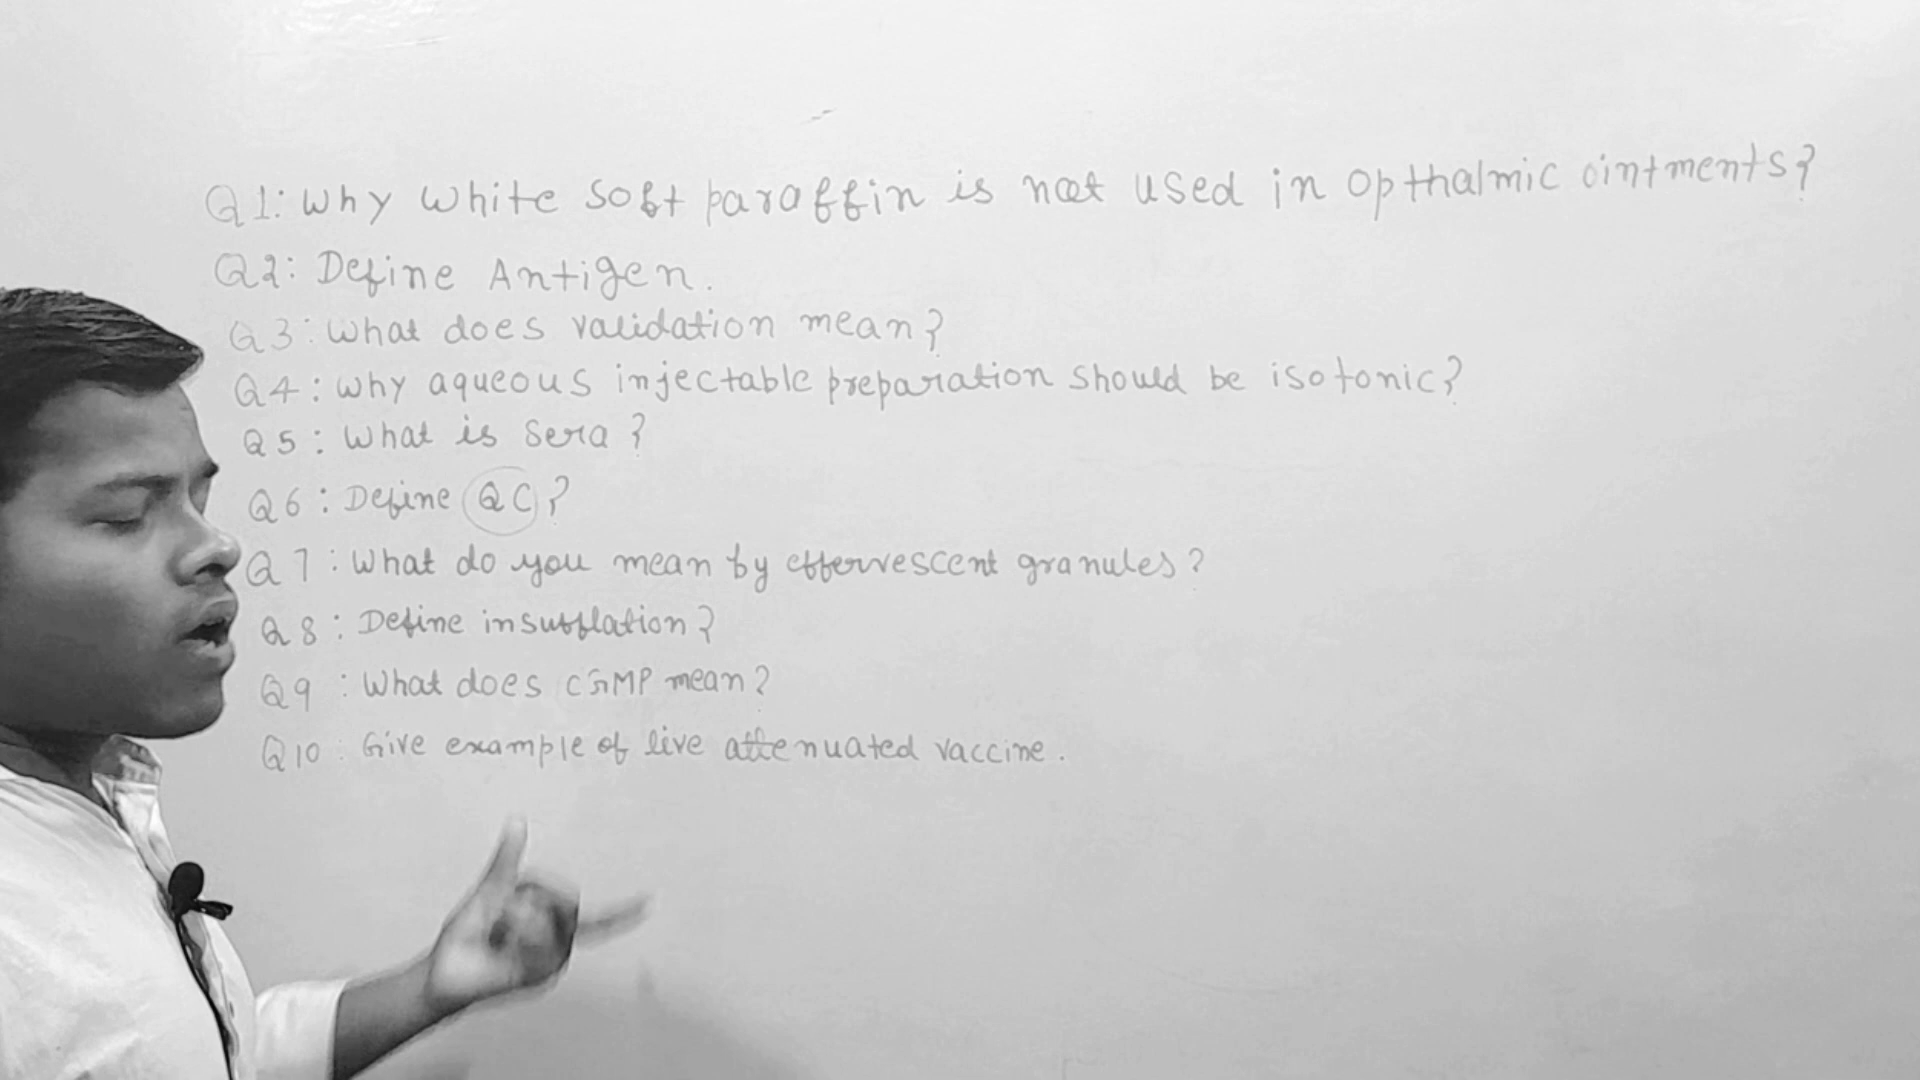 Q1: Why white soft paraffin is not used in opthalmic ointments?
Q2: Define Antigen.
Q3: What does validation mean?
Q4: Why aqueous injectable preparation should be isotonic?
Q5: What is Sera?
Q6: Define QC?
Q7: What do you mean by effervescent granules?
Q8: Define insufflation?
Q9: What does CGMP mean?
Q10: Give example of live attenuated vaccine.